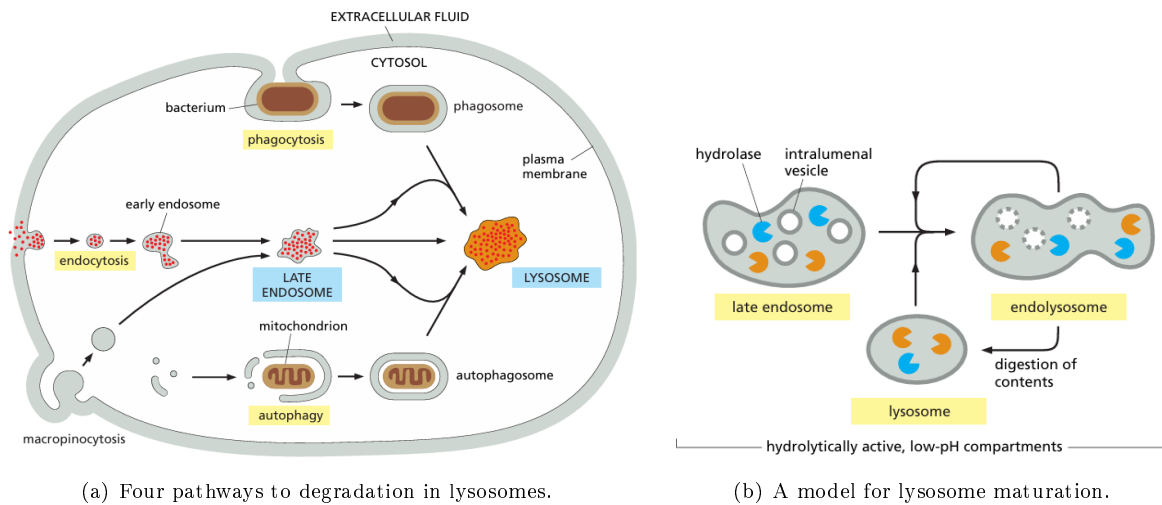 EXTRACELLULAR FLUID
CYTOSOL
bacterium
phagosome
phagocytosis
plasma
membrane
early endosome
endocytosis
LATE
ENDOSOME
LYSOSOME
mitochondrion
autophagosome
autophagy
macropinocytosis
(a) Four pathways to degradation in lysosomes.
hydrolase
intralumenal
vesicle
late endosome
endolysosome
digestion of
contents
lysosome
hydrolytically active, low-pH compartments
(b) A model for lysosome maturation.